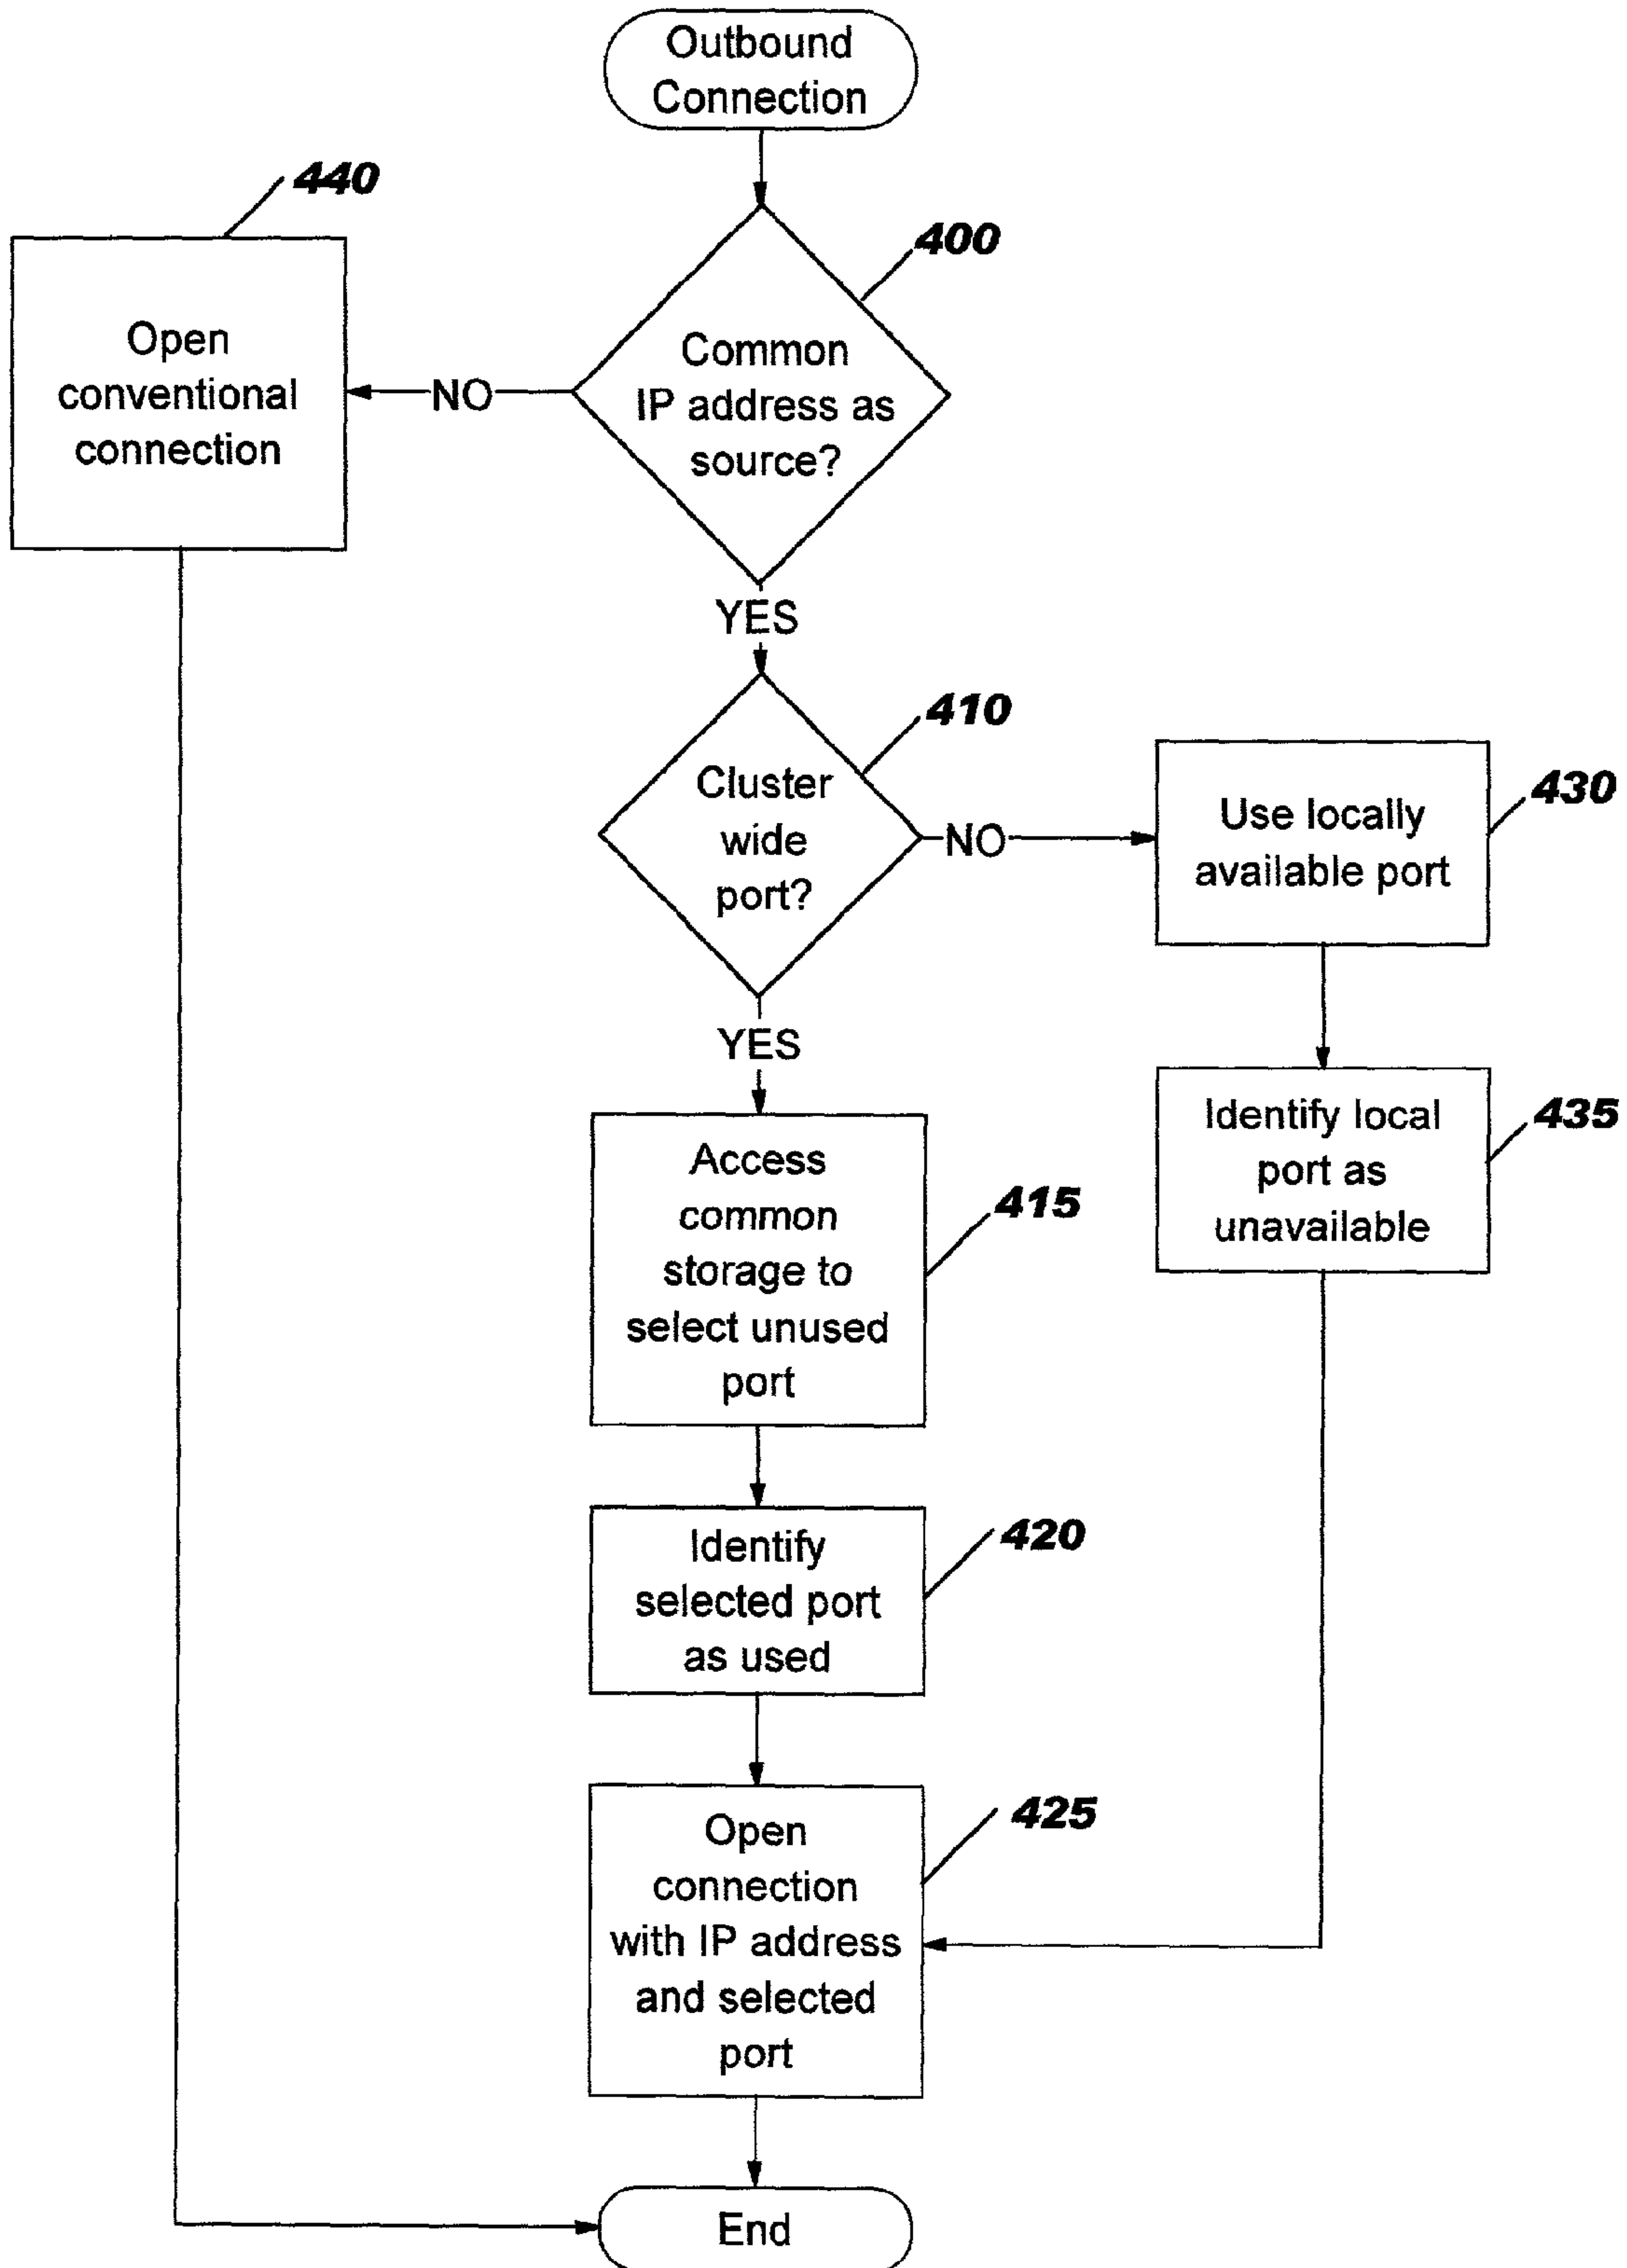 Outbound
Connection
440
400
Open
conventional
connection
NO
Common
IP address as
source?
YES
410
Cluster
wide
port?
NO
430
Use locally
available port
YES
435
Identify local
port as
unavailable
415
Access
common
storage to
select unused
port
420
Identify
selected port
as used
425
Open
connection
with IP address
and selected
port
End